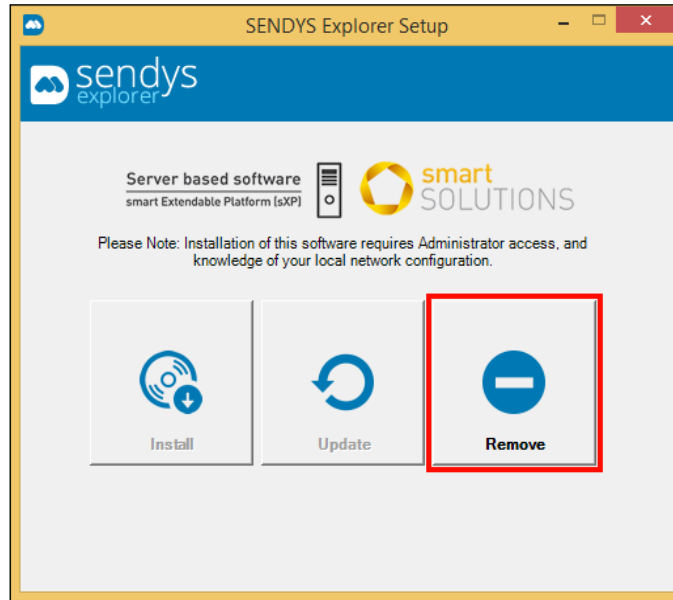 SENDYS Explorer Setup
sendys
explorer
Server based software
smart Extendable Platform (sXP)
smart
SOLUTIONS
Please Note: Installation of this software requires Administrator access, and
knowledge of your local network configuration.
Install
Update
Remove